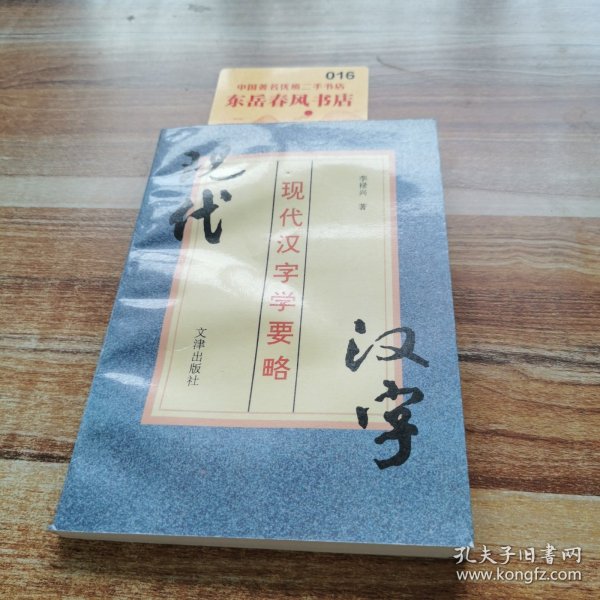 016
中国著名优质二手书店
东岳春风书店
现代
李禄兴 著
现代汉字学要略
汉字
文津出版社
孔夫子旧书网
www.kongfz.com